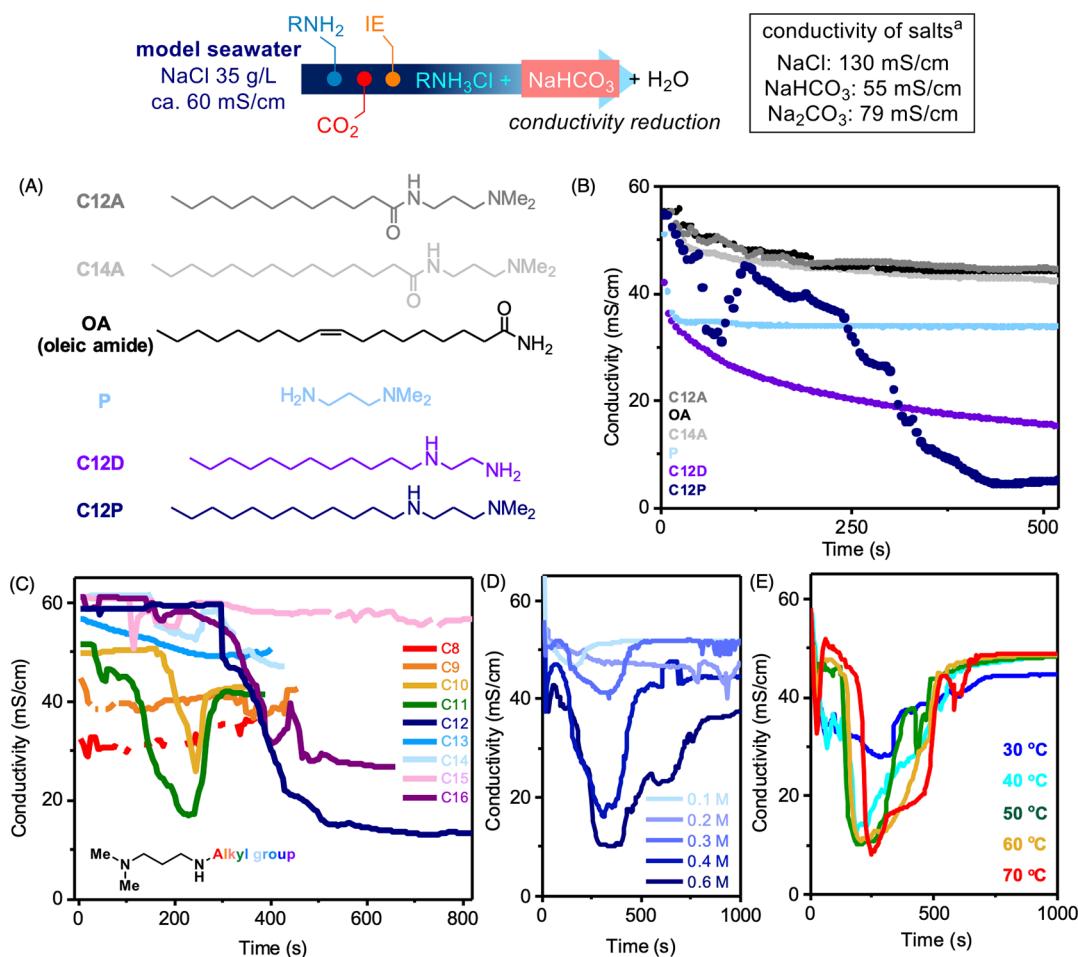 RNH₂
IE
model seawater
NaCl 35 g/L
ca. 60 mS/cm
RNH₃Cl + NaHCO₃ + H₂O
CO₂
conductivity reduction
conductivity of saltsᵃ
NaCl: 130 mS/cm
NaHCO₃: 55 mS/cm
Na₂CO₃: 79 mS/cm
(A)
C12A
H
N
O
NMe₂
C14A
H
N
O
NMe₂
OA
(oleic amide)
O
NH₂
P
H₂N
NMe₂
C12D
H
N
NH₂
C12P
H
N
NMe₂
(B)
Conductivity (mS/cm)
60
40
20
0
C12A
OA
C14A
P
C12D
C12P
0
250
500
Time (s)
(C)
Conductivity (mS/cm)
60
40
20
0
C8
C9
C10
C11
C12
C13
C14
C15
C16
Me
N
Me
N
H
Alkyl group
0
200
400
600
800
Time (s)
(D)
Conductivity (mS/cm)
60
40
20
0
0.1 M
0.2 M
0.3 M
0.4 M
0.6 M
0
500
1000
Time (s)
(E)
Conductivity (mS/cm)
60
40
20
0
30 ºC
40 ºC
50 ºC
60 ºC
70 ºC
0
500
1000
Time (s)